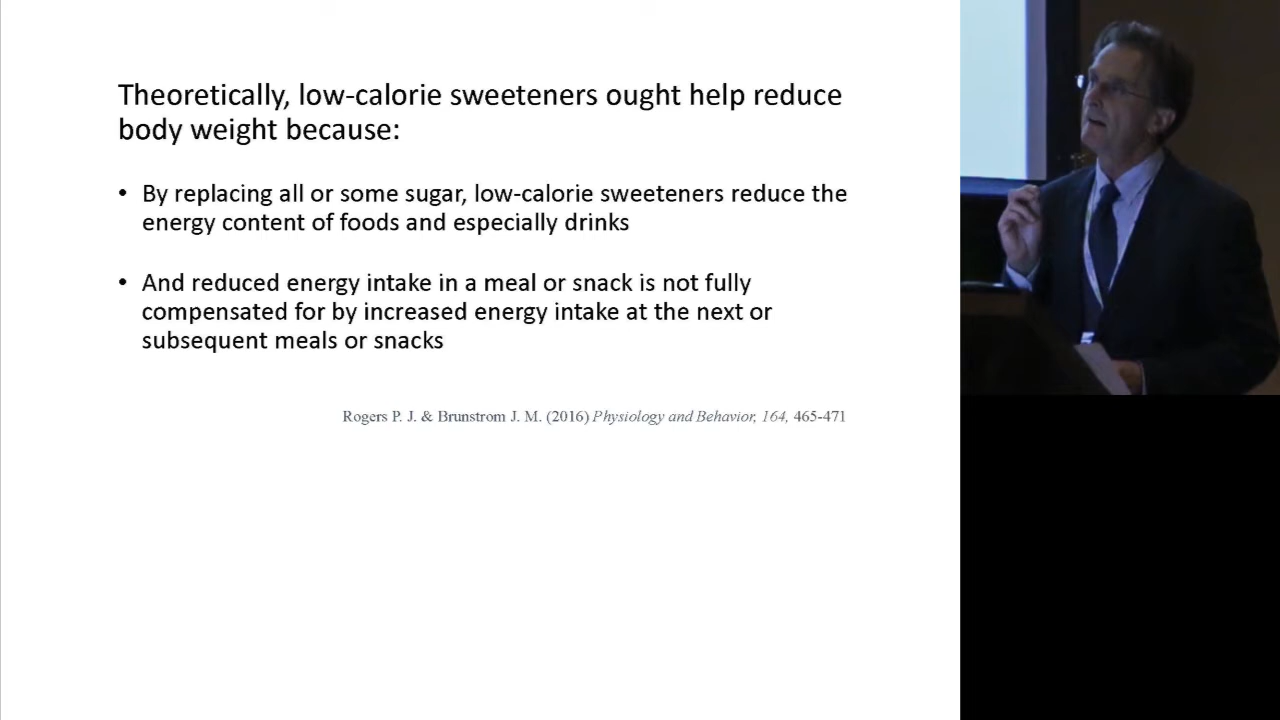 Theoretically, low-calorie sweeteners ought help reduce
body weight because:
• By replacing all or some sugar, low-calorie sweeteners reduce the
energy content of foods and especially drinks
• And reduced energy intake in a meal or snack is not fully
compensated for by increased energy intake at the next or
subsequent meals or snacks
Rogers P. J. & Brunstrom J. M. (2016) Physiology and Behavior, 164, 465-471